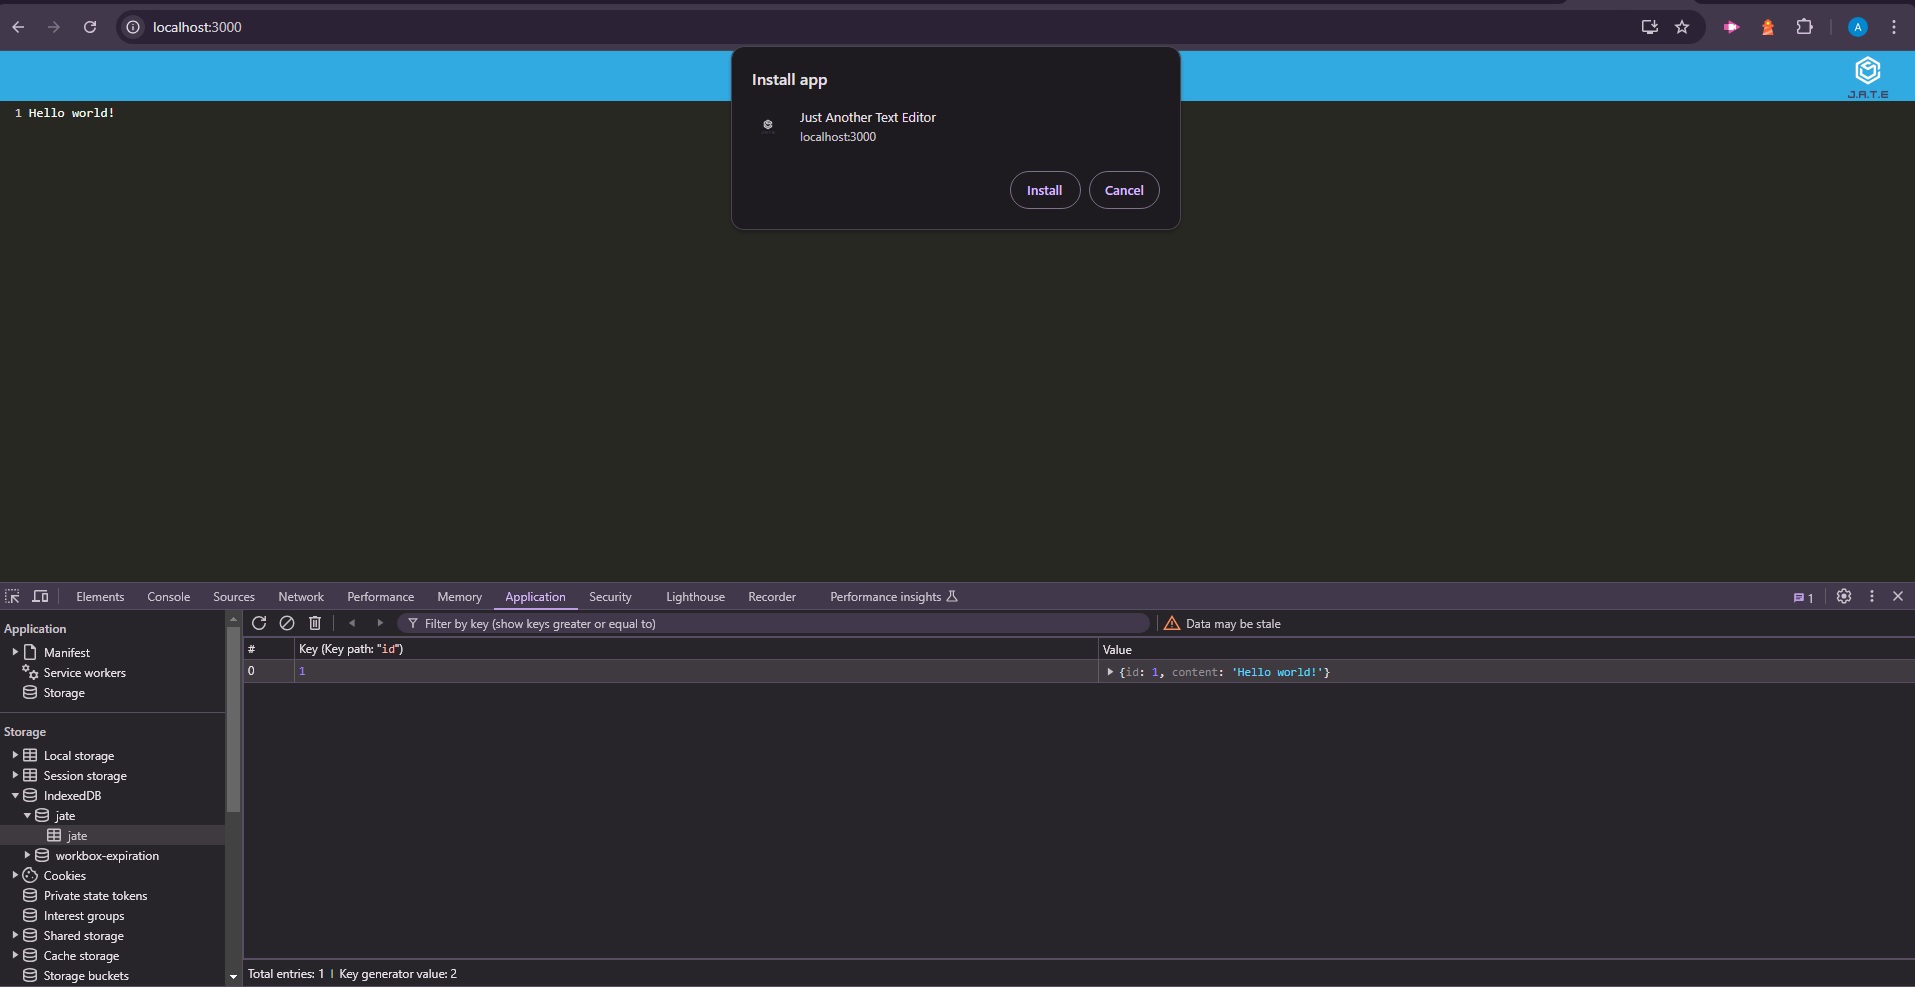 localhost:3000
A
Install app
Just Another Text Editor
localhost:3000
Install
Cancel
J.A.T.E
1 Hello world!
Elements Console Sources Network Performance Memory Application Security Lighthouse Recorder Performance insights 1
Application
Manifest
Service workers
Storage
Storage
Local storage
Session storage
IndexedDB
jate
jate
workbox-expiration
Cookies
Private state tokens
Interest groups
Shared storage
Cache storage
Storage buckets
Filter by key (show keys greater or equal to)
Data may be stale
# Key (Key path: "id") Value
0 1 {id: 1, content: 'Hello world!'}
Total entries: 1 | Key generator value: 2